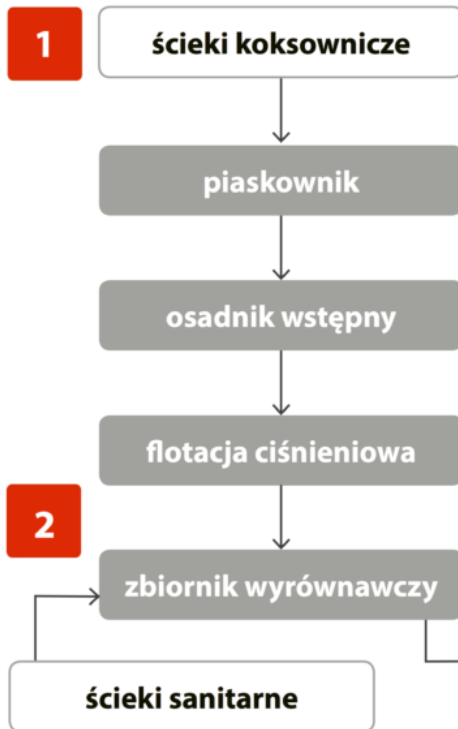 1
ścieki koksownicze
piaskownik
osadnik wstępny
flotacja ciśnieniowa
2
zbiornik wyrównawczy
ścieki sanitarne